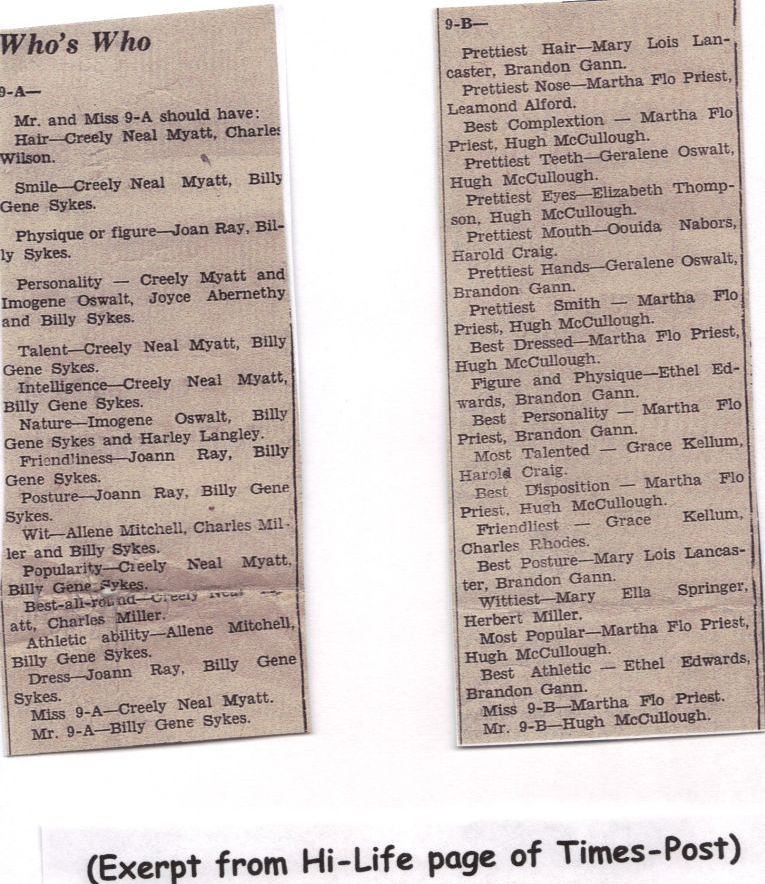 Who's Who
9-A—
Mr. and Miss 9-A should have:
Hair—Creely Neal Myatt, Charles
Wilson.
Smile—Creely Neal Myatt, Billy
Gene Sykes.
Physique or figure—Joan Ray, Bil-
ly Sykes.
Personality — Creely Myatt and
Imogene Oswalt, Joyce Abernethy
and Billy Sykes.
Talent—Creely Neal Myatt, Billy
Gene Sykes.
Intelligence—Creely Neal Myatt,
Billy Gene Sykes.
Nature—Imogene Oswalt, Billy
Gene Sykes and Harley Langley.
Friendliness—Joann Ray, Billy
Gene Sykes.
Posture—Joann Ray, Billy Gene
Sykes.
Wit—Allene Mitchell, Charles Mil-
ler and Billy Sykes.
Popularity—Creely Neal Myatt,
Billy Gene Sykes.
Best-all-round—Creely Neal
att, Charles Miller.
Athletic ability—Allene Mitchell,
Billy Gene Sykes.
Dress—Joann Ray, Billy Gene
Sykes.
Miss 9-A—Creely Neal Myatt.
Mr. 9-A—Billy Gene Sykes.
9-B—
Prettiest Hair—Mary Lois Lan-
caster, Brandon Gann.
Prettiest Nose—Martha Flo Priest,
Leamond Alford.
Best Complextion — Martha Flo
Priest, Hugh McCullough.
Prettiest Teeth—Geralene Oswalt,
Hugh McCullough.
Prettiest Eyes—Elizabeth Thomp-
son, Hugh McCullough.
Prettiest Mouth—Oouida Nabors,
Harold Craig.
Prettiest Hands—Geralene Oswalt,
Brandon Gann.
Prettiest Smith — Martha Flo
Priest, Hugh McCullough.
Best Dressed—Martha Flo Priest,
Hugh McCullough.
Figure and Physique—Ethel Ed-
wards, Brandon Gann.
Best Personality — Martha Flo
Priest, Brandon Gann.
Most Talented — Grace Kellum,
Harold Craig.
Best Disposition — Martha Flo
Priest, Hugh McCullough.
Friendliest — Grace Kellum,
Charles Rhodes.
Best Posture—Mary Lois Lancas-
ter, Brandon Gann.
Wittiest—Mary Ella Springer,
Herbert Miller.
Most Popular—Martha Flo Priest,
Hugh McCullough.
Best Athletic — Ethel Edwards,
Brandon Gann.
Miss 9-B—Martha Flo Priest.
Mr. 9-B—Hugh McCullough.
(Exerpt from Hi-Life page of Times-Post)